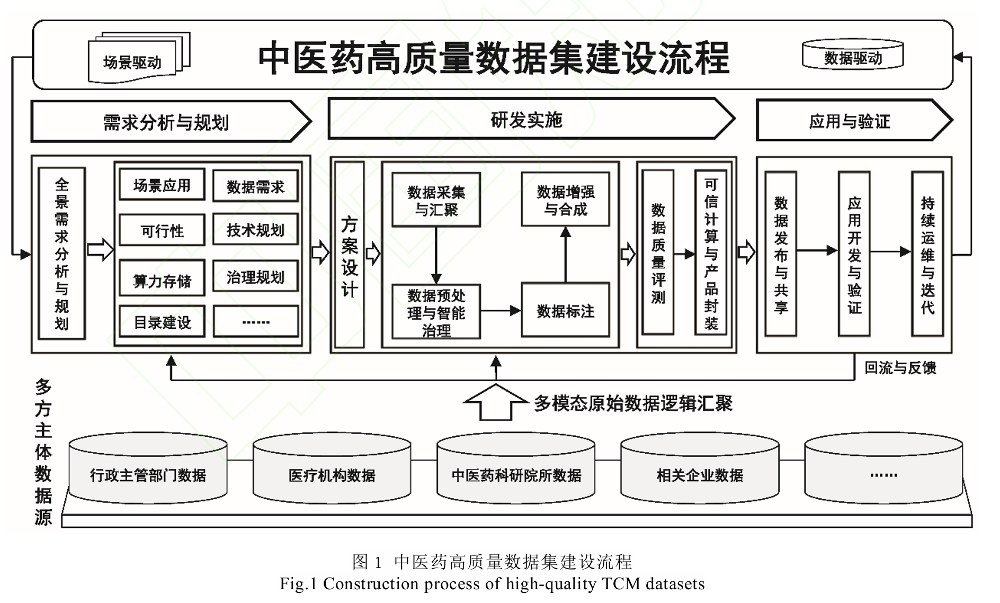 中医药高质量数据集建设流程
场景驱动
数据驱动
需求分析与规划
研发实施
应用与验证
全景需求分析与规划
场景应用
数据需求
可行性
技术规划
算力存储
治理规划
目录建设
……
方案设计
数据采集
与汇聚
数据预处
理与智能
治理
数据标注
数据增强
与合成
数据质量评测
可信计算与产品封装
数据发布与共享
应用开发与验证
持续运维与迭代
回流与反馈
多模态原始数据逻辑汇聚
多方主体数据源
行政主管部门数据
医疗机构数据
中医药科研院所数据
相关企业数据
……
图 1 中医药高质量数据集建设流程
Fig.1 Construction process of high-quality TCM datasets